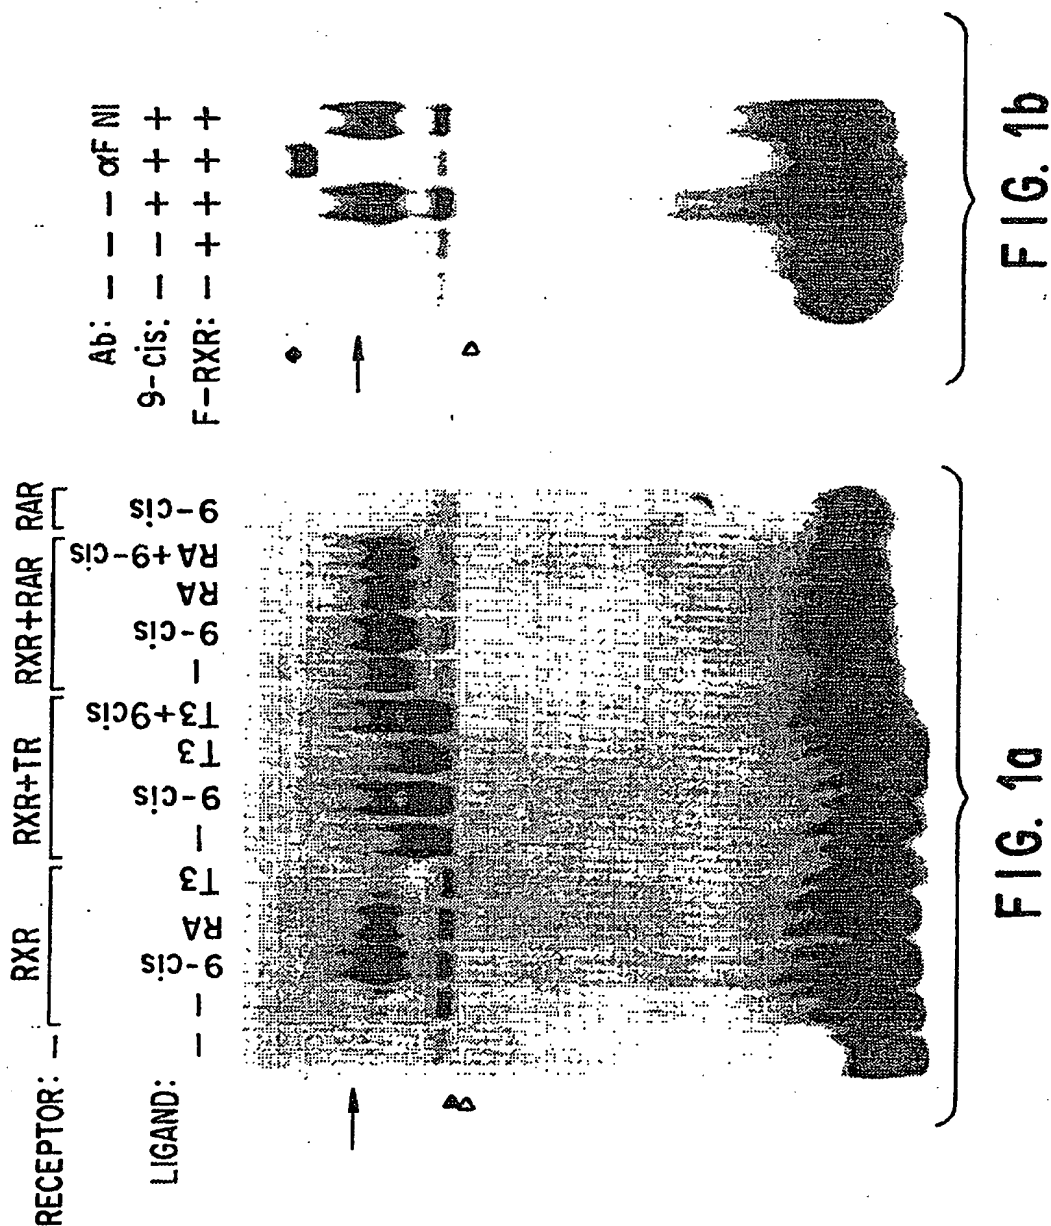 RECEPTOR: — RXR RXR+TR RXR+RAR RAR
LIGAND: — — 9-cis RA T3 — 9-cis T3 T3+9cis — 9-cis RA RA+9-cis 9-cis
FIG. 1a
Ab: — — — αF NI
9-cis: — — + + +
F-RXR: — + + + +
FIG. 1b